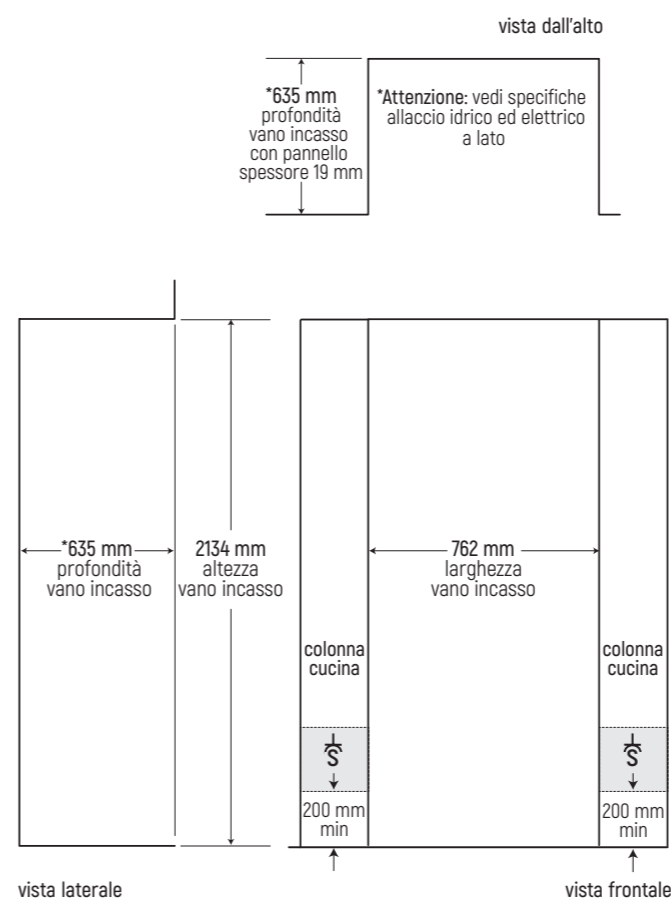 vista dall'alto
*635 mm
profondità
vano incasso
con pannello
spessore 19 mm
*Attenzione: vedi specifiche
allaccio idrico ed elettrico
a lato
*635 mm
profondità
vano incasso
2134 mm
altezza
vano incasso
762 mm
larghezza
vano incasso
colonna
cucina
S
200 mm
min
colonna
cucina
S
200 mm
min
vista laterale
vista frontale